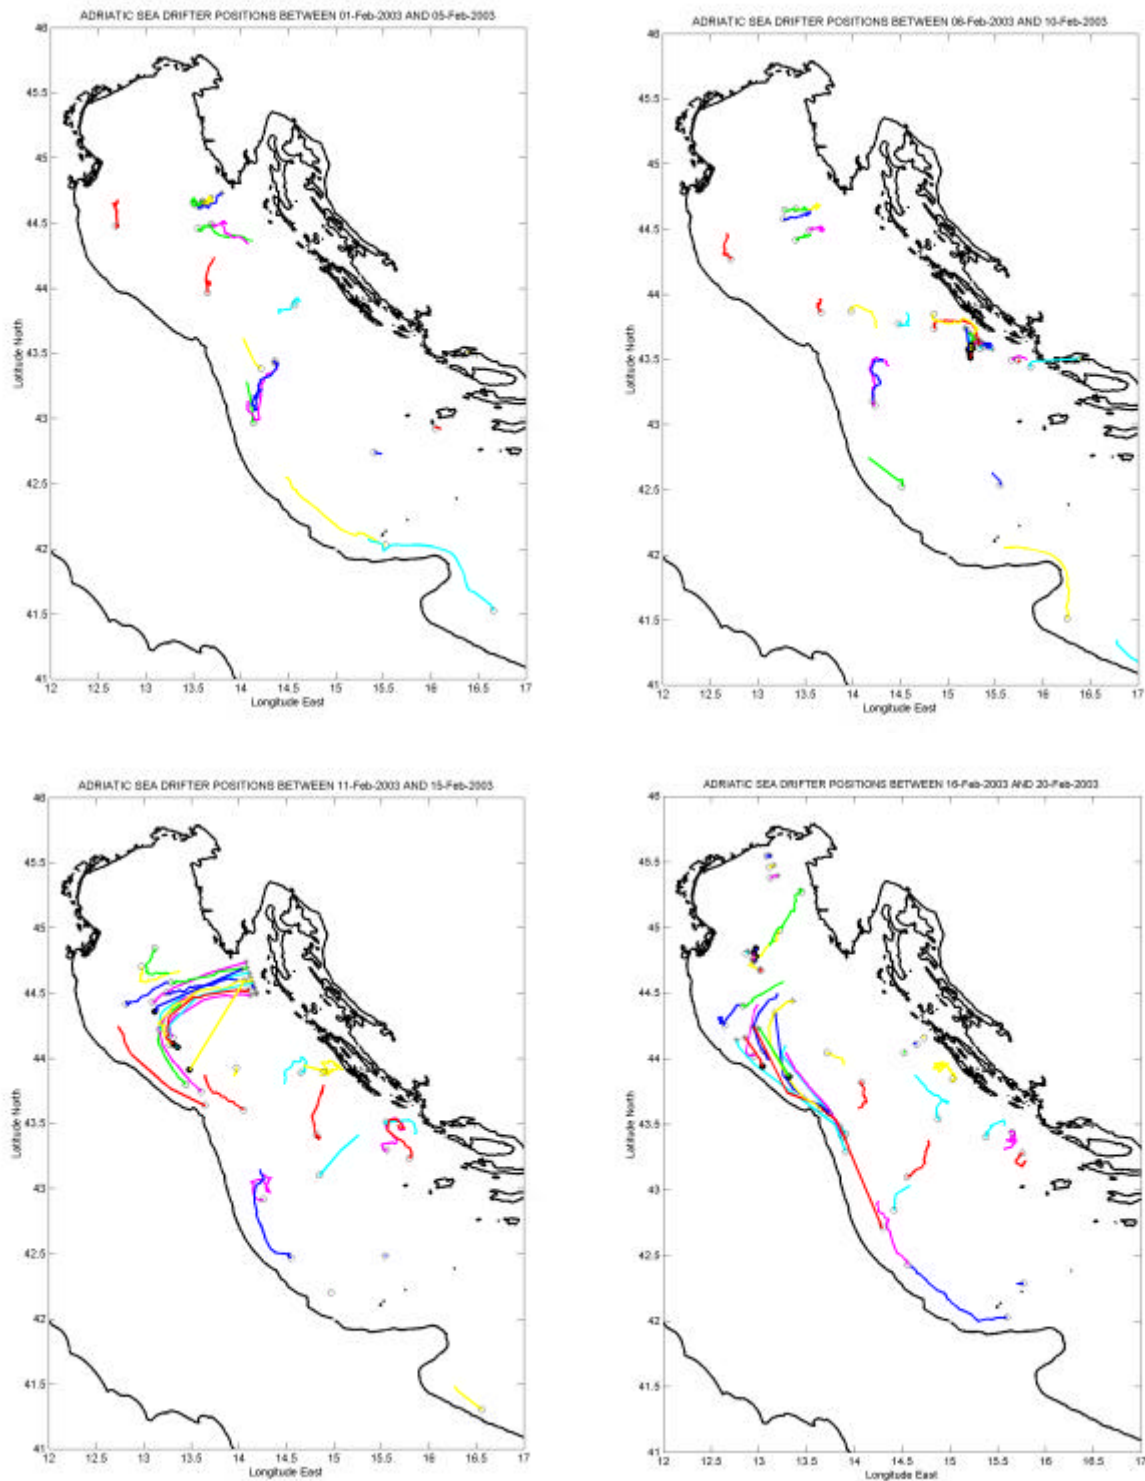 ADRIATIC SEA DRIFTER POSITIONS BETWEEN 01-Feb-2003 AND 05-Feb-2003
46
45.5
45
44.5
44
43.5
43
42.5
42
41.5
41
Latitude North
12 12.5 13 13.5 14 14.5 15 15.5 16 16.5 17
Longitude East
ADRIATIC SEA DRIFTER POSITIONS BETWEEN 06-Feb-2003 AND 10-Feb-2003
46
45.5
45
44.5
44
43.5
43
42.5
42
41.5
41
Latitude North
12 12.5 13 13.5 14 14.5 15 15.5 16 16.5 17
Longitude East
ADRIATIC SEA DRIFTER POSITIONS BETWEEN 11-Feb-2003 AND 15-Feb-2003
46
45.5
45
44.5
44
43.5
43
42.5
42
41.5
41
Latitude North
12 12.5 13 13.5 14 14.5 15 15.5 16 16.5 17
Longitude East
ADRIATIC SEA DRIFTER POSITIONS BETWEEN 16-Feb-2003 AND 20-Feb-2003
46
45.5
45
44.5
44
43.5
43
42.5
42
41.5
41
Latitude North
12 12.5 13 13.5 14 14.5 15 15.5 16 16.5 17
Longitude East